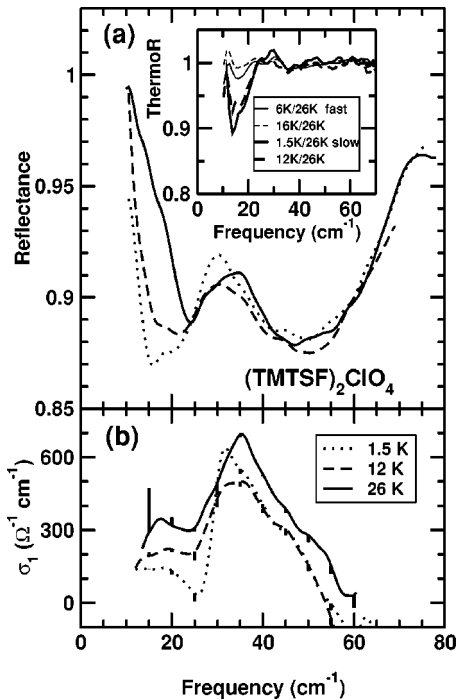 (a)
ThermoR
1
0.9
0.8
6K/26K fast
16K/26K
1.5K/26K slow
12K/26K
0 20 40 60
Frequency (cm-1)
Reflectance
1
0.95
0.9
0.85
(TMTSF)2ClO4
(b)
σ1 (Ω-1 cm-1)
600
300
0
1.5 K
12 K
26 K
0 20 40 60 80
Frequency (cm-1)